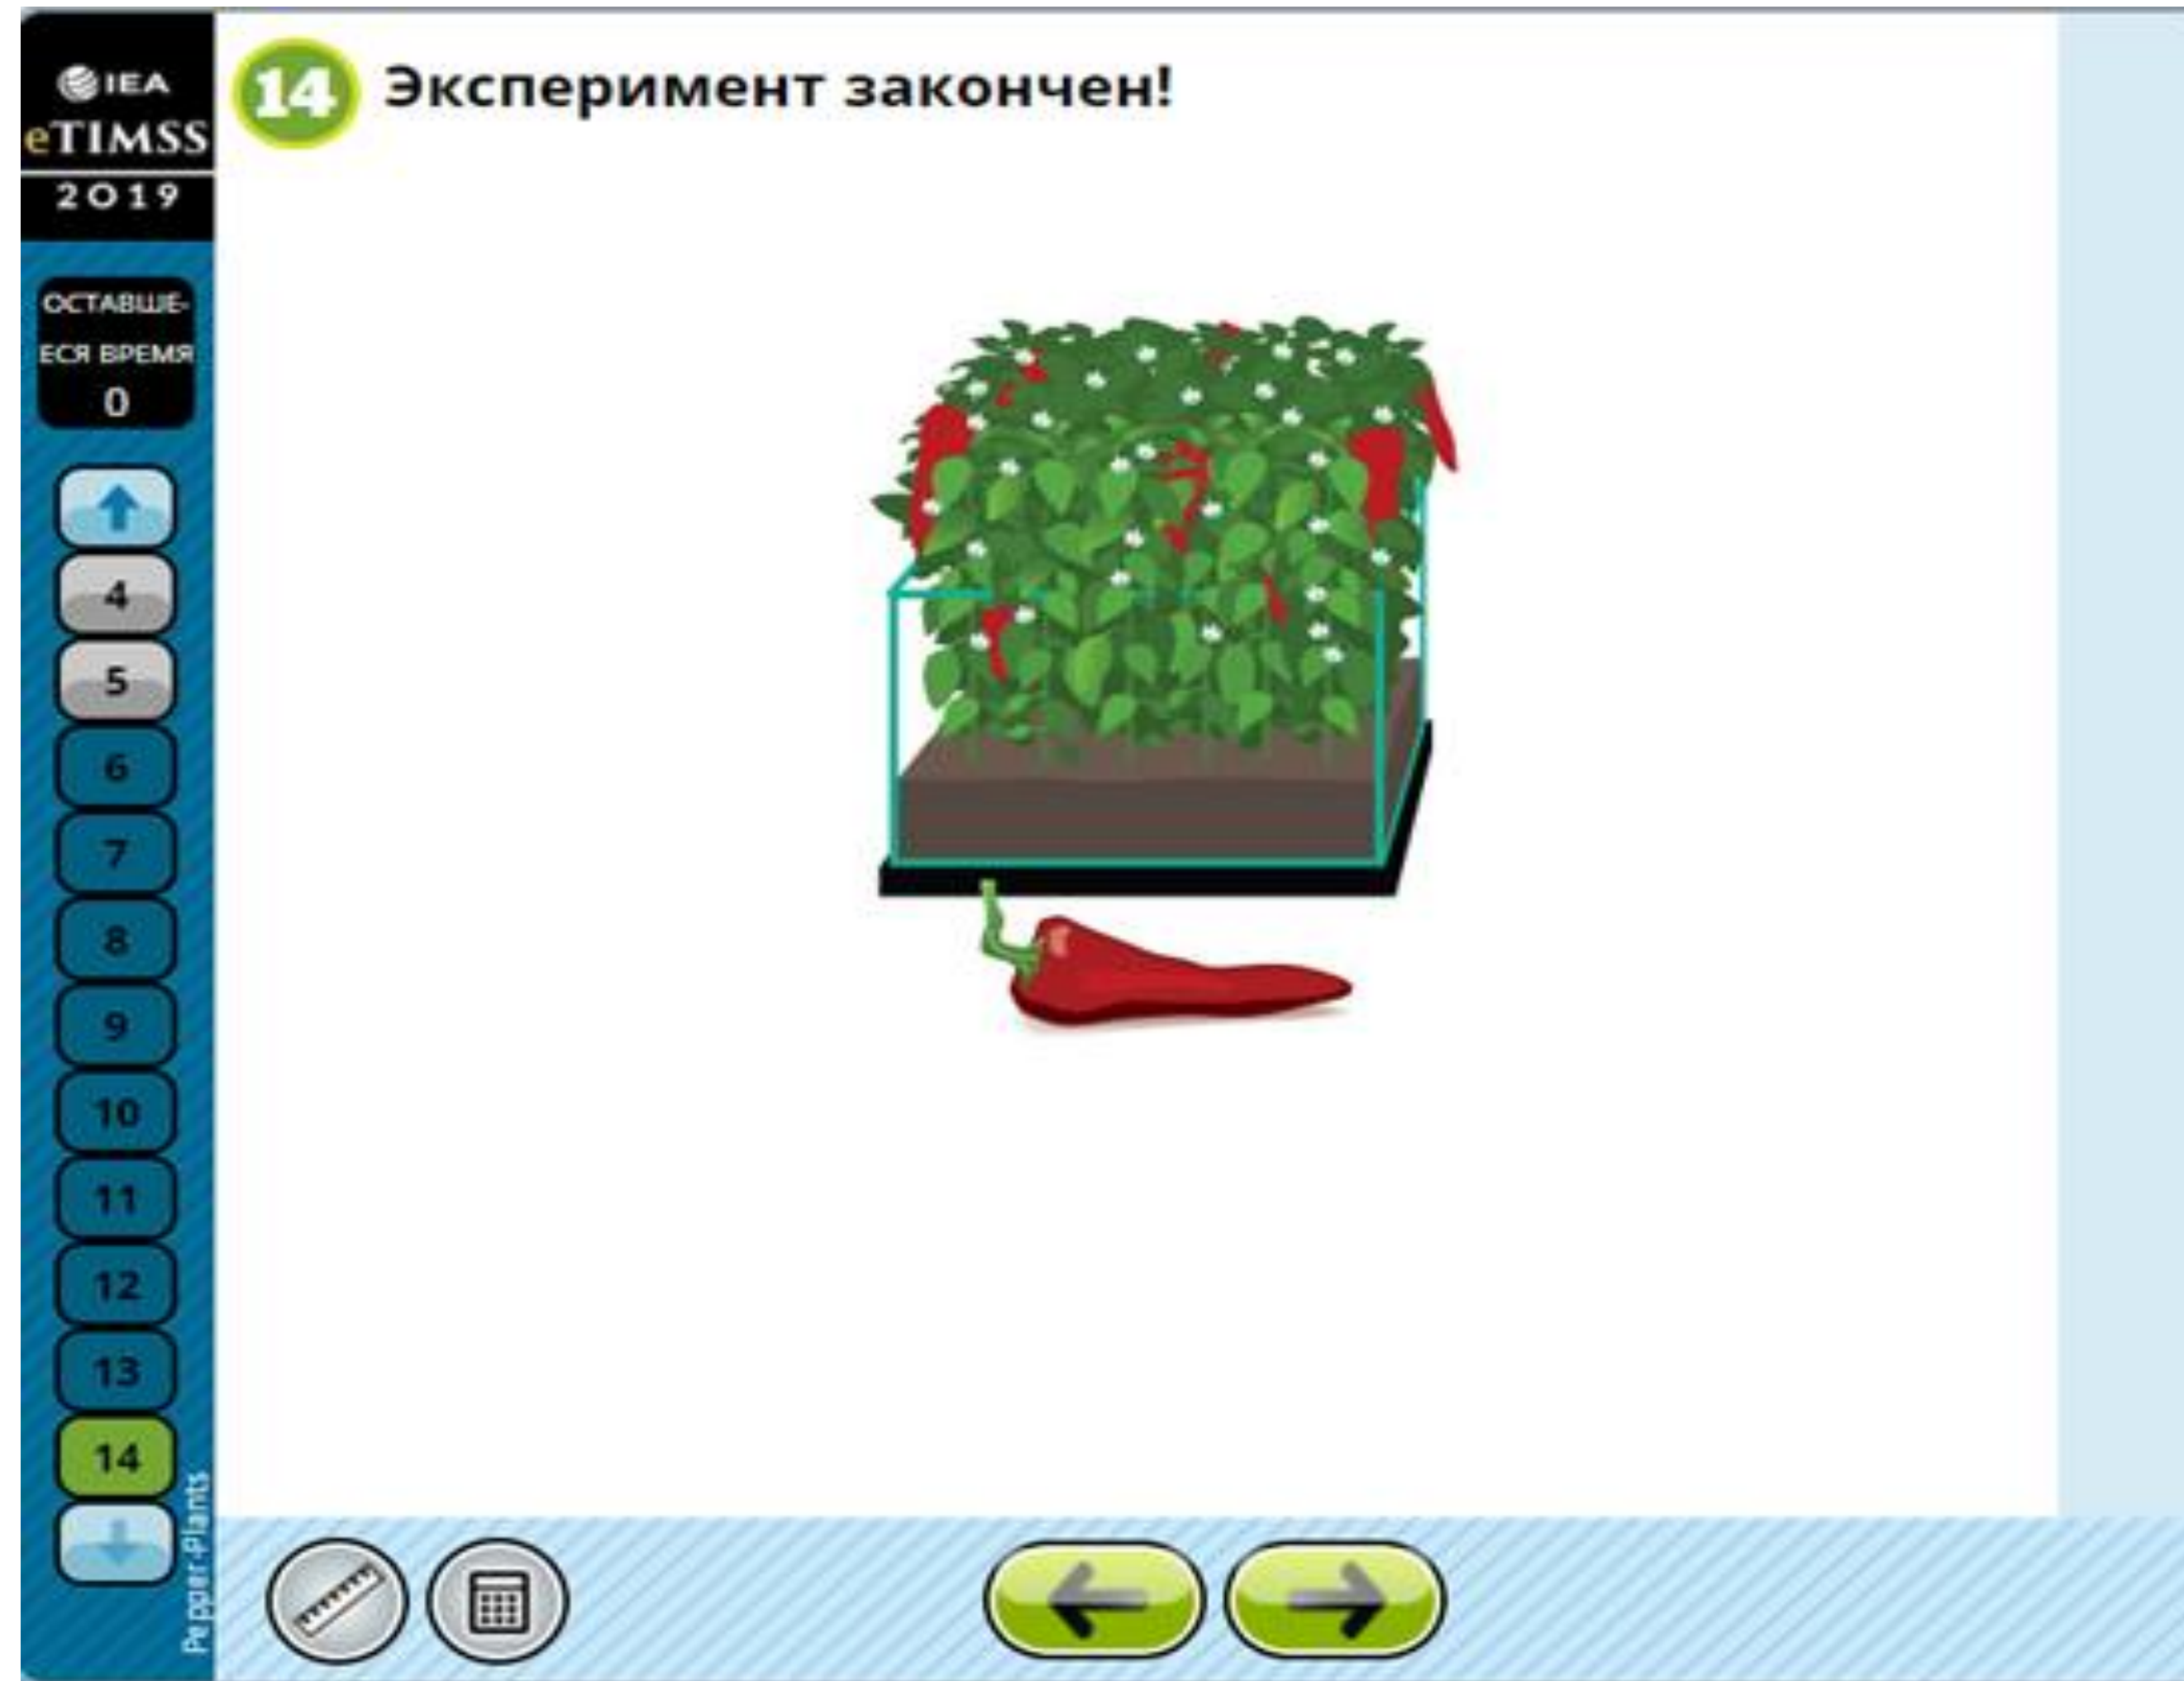 IEA
eTIMSS
2019
ОСТАВШЕ-
ЕСЯ ВРЕМЯ
0
4
5
6
7
8
9
10
11
12
13
14
Pepper Plants
14 Эксперимент закончен!